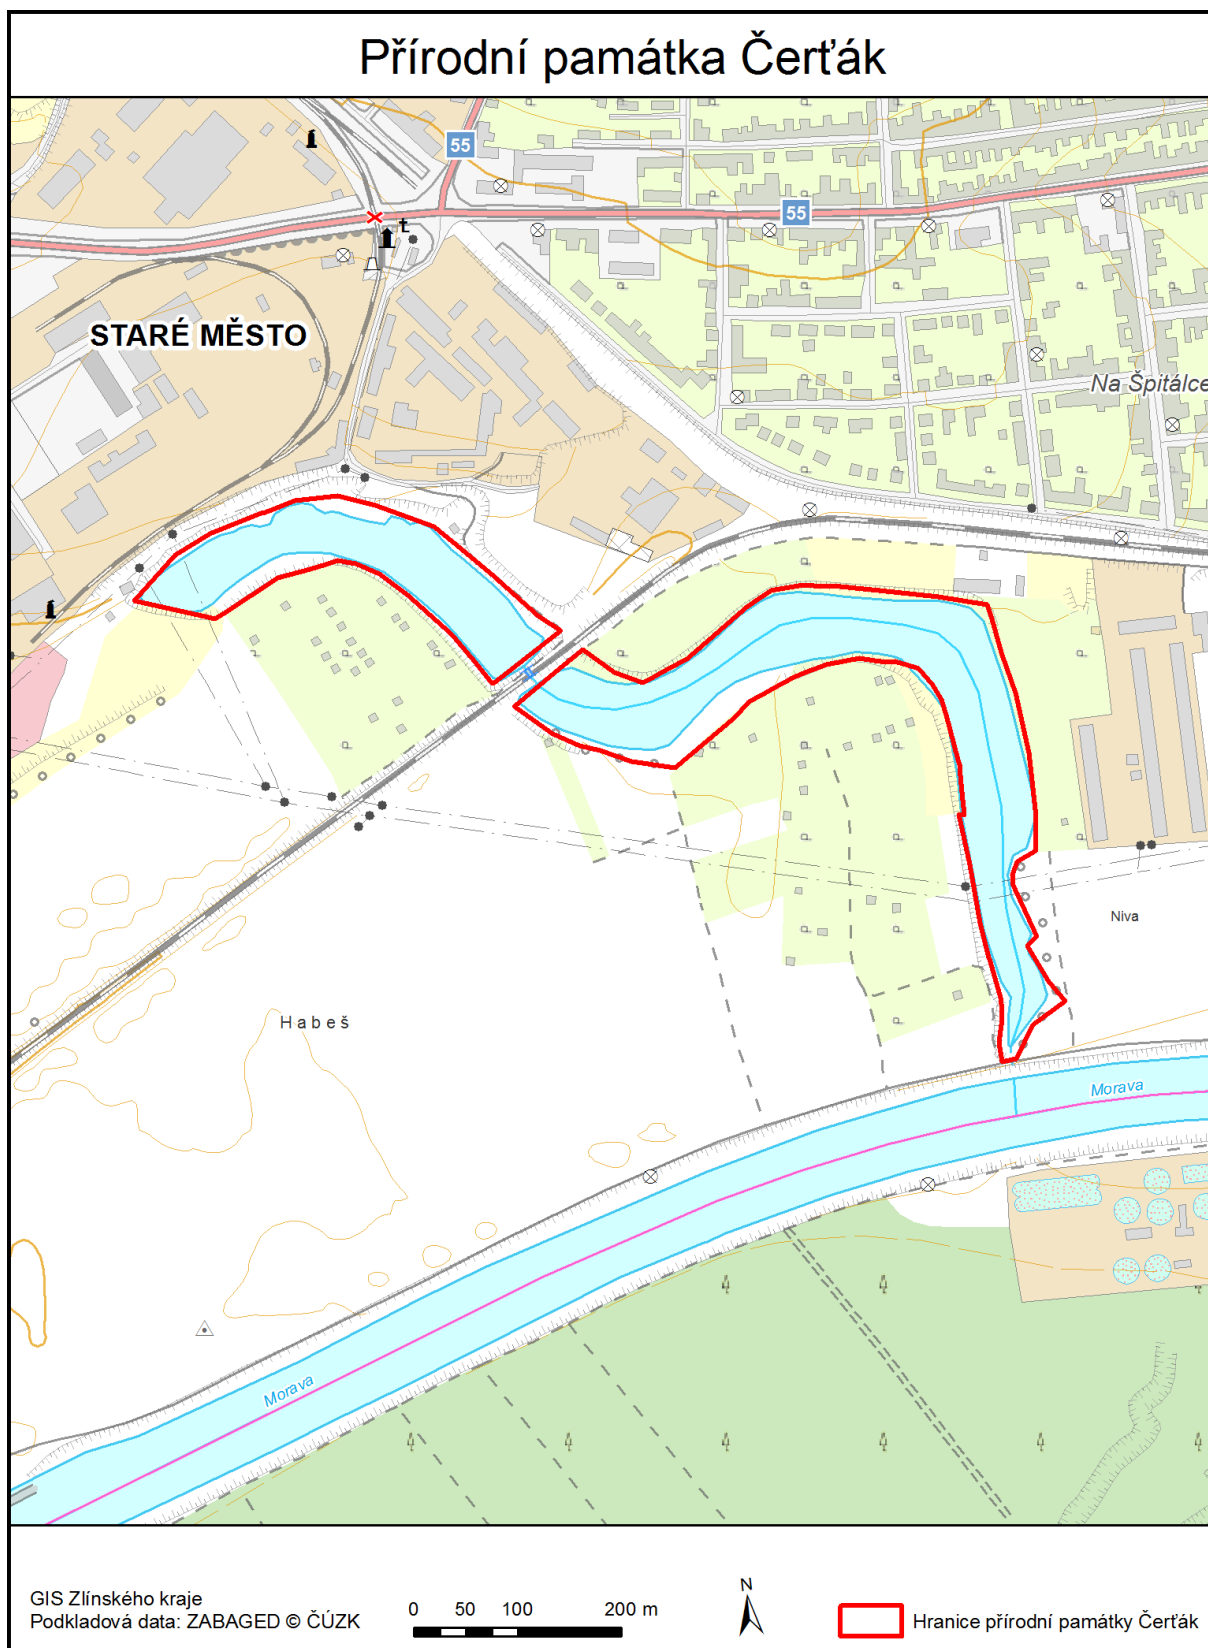 Přírodní památka Čerťák
55
55
STARÉ MĚSTO
Na Špitálce
Niva
Habeš
Morava
Morava
GIS Zlínského kraje
Podkladová data: ZABAGED © ČÚZK
0 50 100 200 m
N
Hranice přírodní památky Čerťák